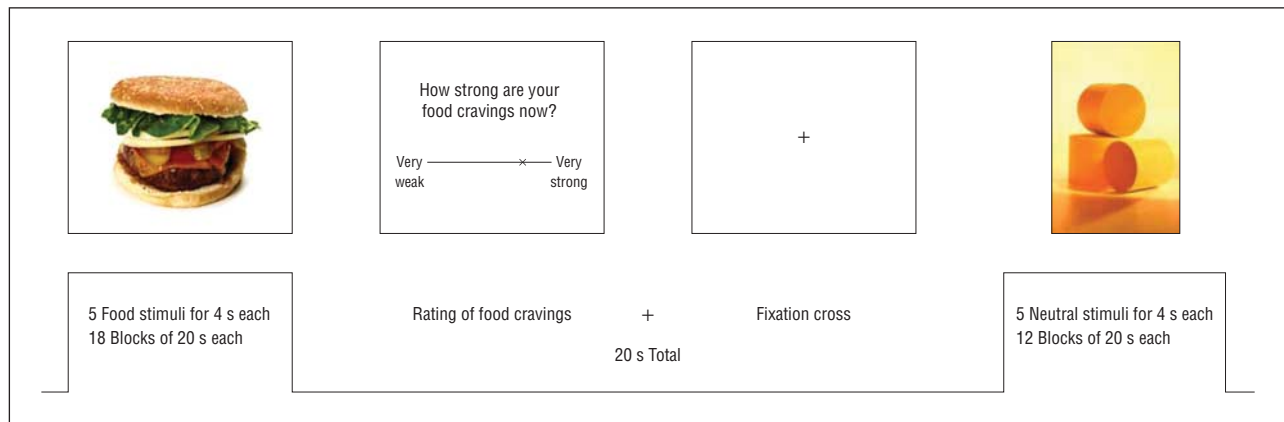 How strong are your
food cravings now?
Very
weak
Very
strong
+
5 Food stimuli for 4 s each
18 Blocks of 20 s each
Rating of food cravings + Fixation cross
20 s Total
5 Neutral stimuli for 4 s each
12 Blocks of 20 s each